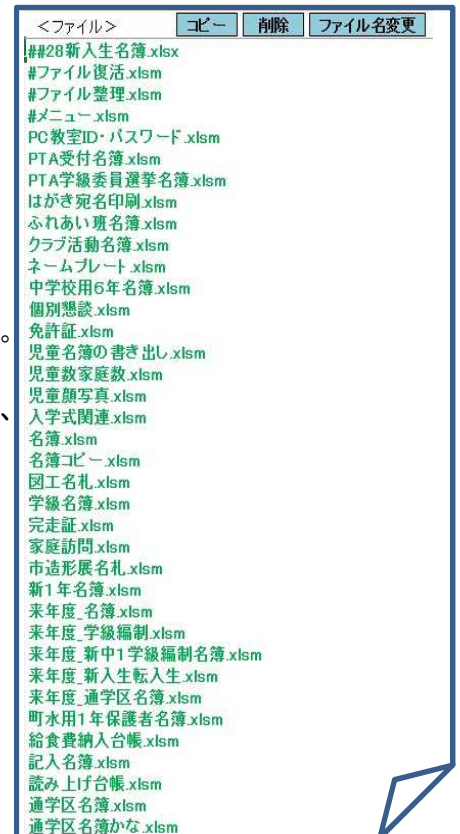 ＜ファイル＞ コピー 削除 ファイル名変更
##28新入生名簿.xlsx
#ファイル復活.xlsm
#ファイル整理.xlsm
#メニュー.xlsm
PC教室ID・パスワード.xlsm
PTA受付名簿.xlsm
PTA学級委員選挙名簿.xlsm
はがき宛名印刷.xlsm
ふれあい班名簿.xlsm
クラブ活動名簿.xlsm
ネームプレート.xlsm
中学校用6年名簿.xlsm
個別懇談.xlsm
。
免許証.xlsm
児童名簿の書き出し.xlsm
児童数家庭数.xlsm
児童顔写真.xlsm
、
入学式関連.xlsm
名簿.xlsm
名簿コピー.xlsm
図工名札.xlsm
学級名簿.xlsm
完走証.xlsm
家庭訪問.xlsm
市造形展名札.xlsm
新1年名簿.xlsm
来年度_名簿.xlsm
来年度_学級編制.xlsm
来年度_新中1学級編制名簿.xlsm
来年度_新入生転入生.xlsm
来年度_通学区名簿.xlsm
町水用1年保護者名簿.xlsm
給食費納入台帳.xlsm
記入名簿.xlsm
読み上げ台帳.xlsm
通学区名簿.xlsm
通学区名簿かな.xlsm